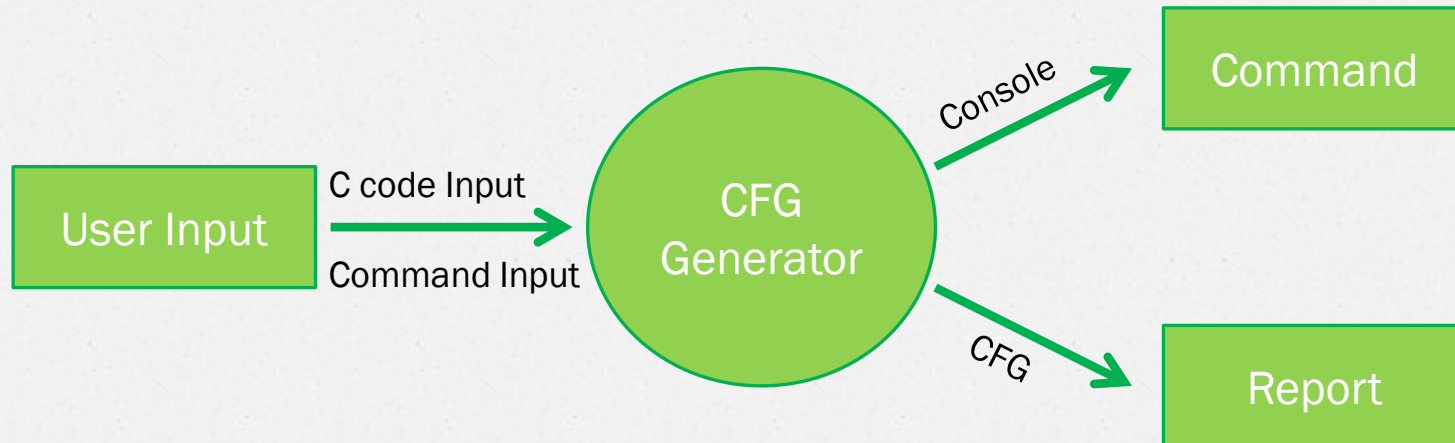 User Input
C code Input
Command Input
CFG
Generator
Console
Command
CFG
Report